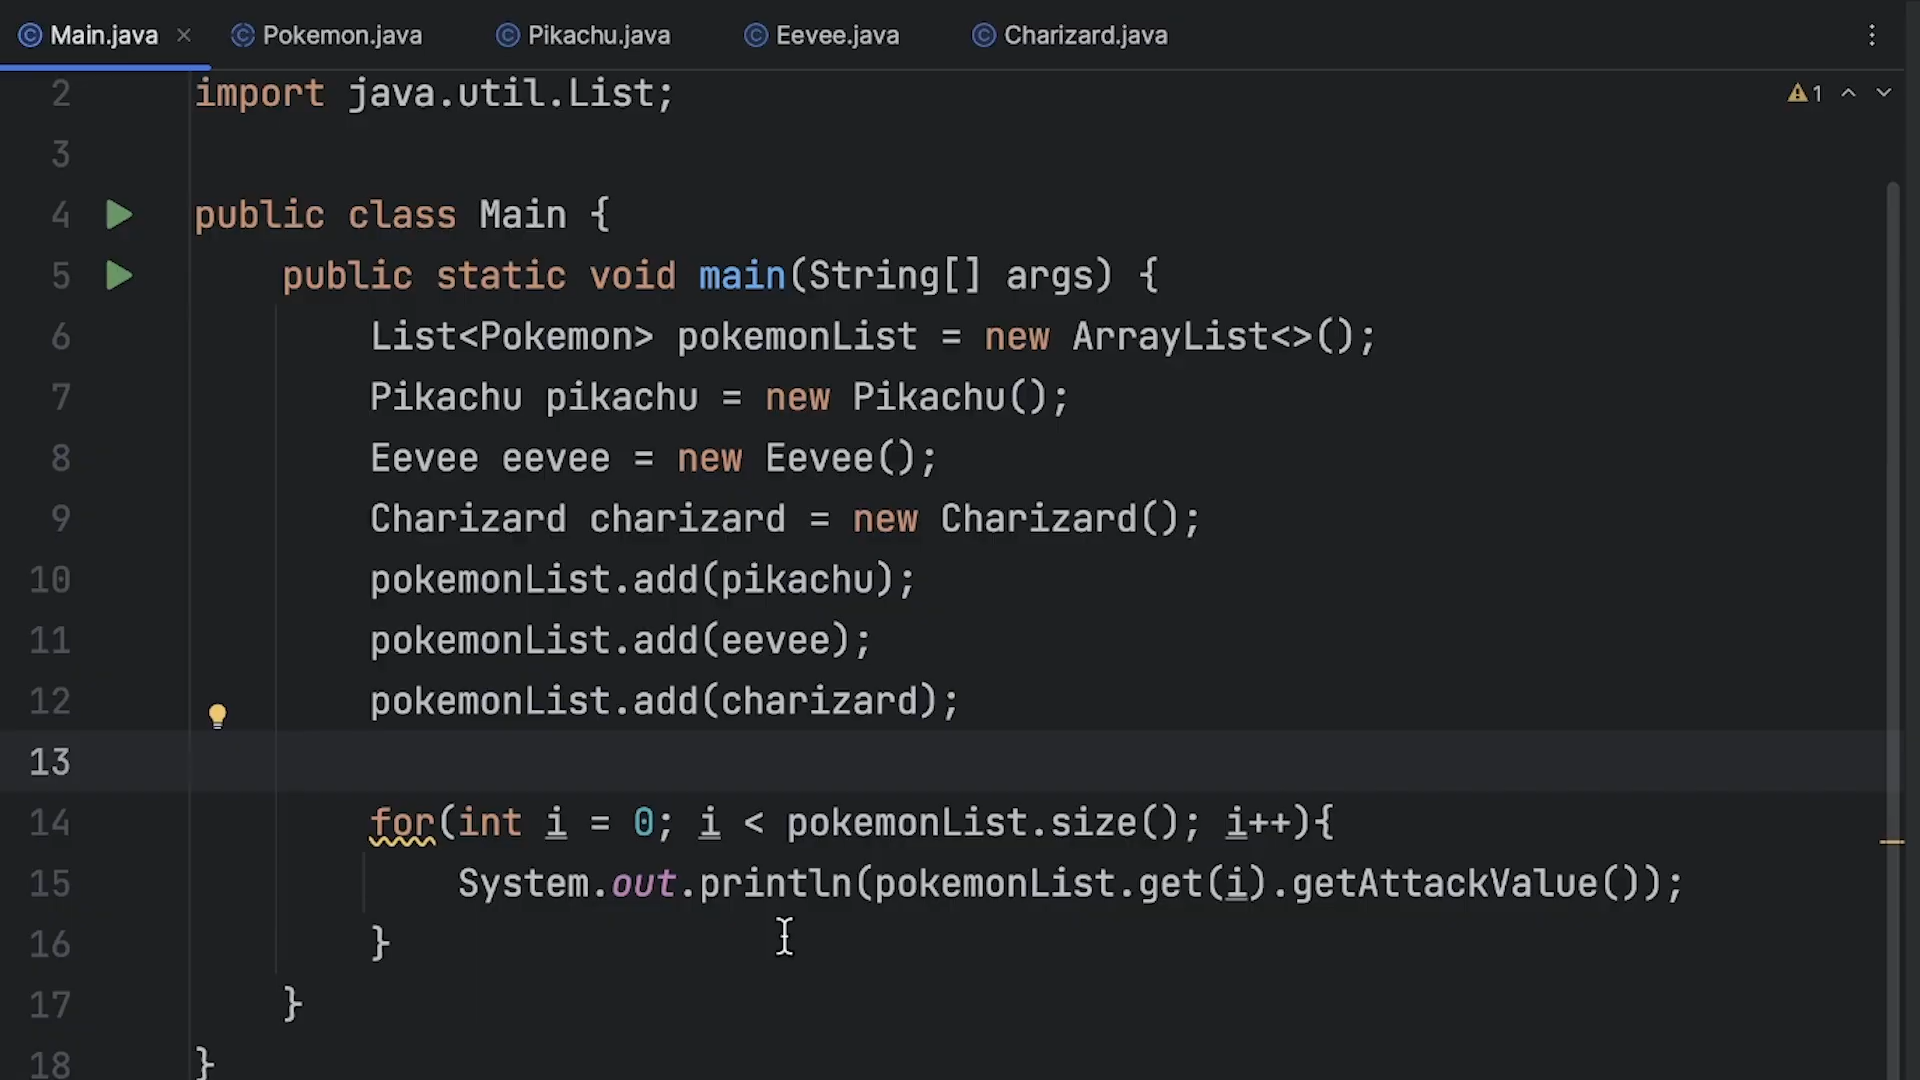 Main.java Pokemon.java Pikachu.java Eevee.java Charizard.java
2 import java.util.List; 1
3
4 public class Main {
5 public static void main(String[] args) {
6 List<Pokemon> pokemonList = new ArrayList<>();
7 Pikachu pikachu = new Pikachu();
8 Eevee eevee = new Eevee();
9 Charizard charizard = new Charizard();
10 pokemonList.add(pikachu);
11 pokemonList.add(eevee);
12 pokemonList.add(charizard);
13
14 for(int i = 0; i < pokemonList.size(); i++){
15 System.out.println(pokemonList.get(i).getAttackValue());
16 }
17 }
18 }